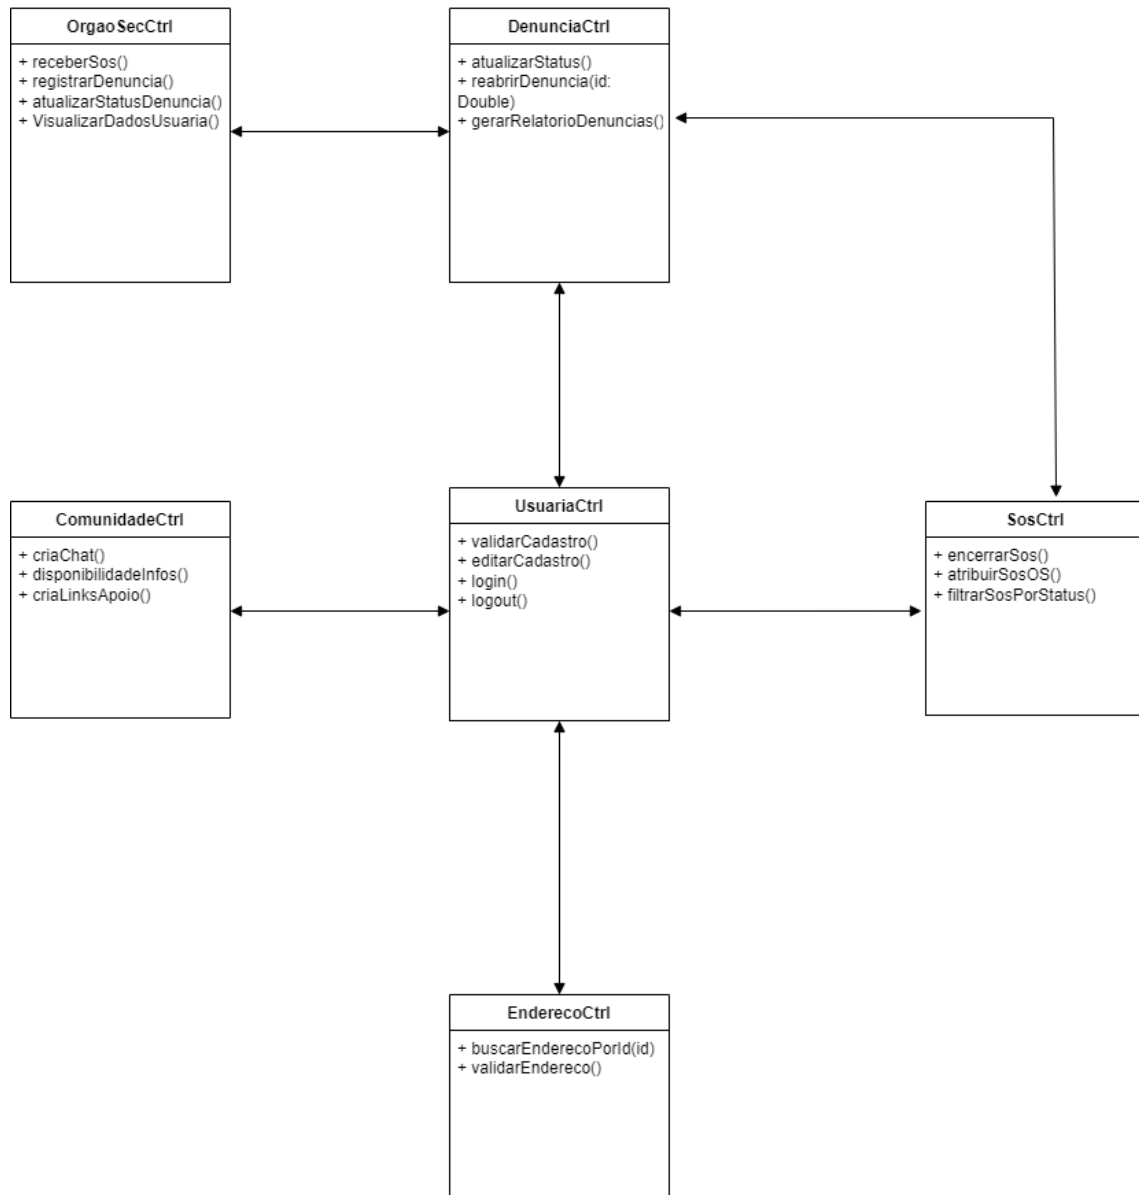 OrgaoSecCtrl
+ receberSos()
+ registrarDenuncia()
+ atualizarStatusDenuncia()
+ VisualizarDadosUsuaria()
DenunciaCtrl
+ atualizarStatus()
+ reabrirDenuncia(id:
Double)
+ gerarRelatorioDenuncias()
ComunidadeCtrl
+ criaChat()
+ disponibilidadeInfos()
+ criaLinksApoio()
UsuariaCtrl
+ validarCadastro()
+ editarCadastro()
+ login()
+ logout()
SosCtrl
+ encerrarSos()
+ atribuirSosOS()
+ filtrarSosPorStatus()
EnderecoCtrl
+ buscarEnderecoPorId(id)
+ validarEndereco()